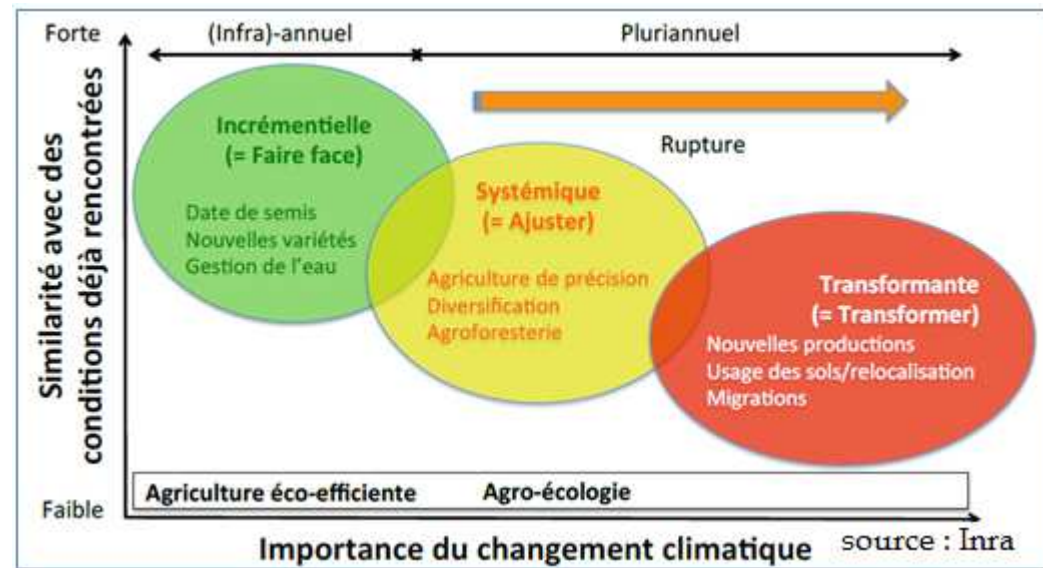 Forte
(Infra)-annuel
Pluriannuel
Similarité avec des
conditions déjà rencontrées
Incrémentielle
(= Faire face)
Date de semis
Nouvelles variétés
Gestion de l'eau
Rupture
Systémique
(= Ajuster)
Agriculture de précision
Diversification
Agroforesterie
Transformante
(= Transformer)
Nouvelles productions
Usage des sols/relocalisation
Migrations
Agriculture éco-efficiente
Agro-écologie
Faible
Importance du changement climatique
source : Inra